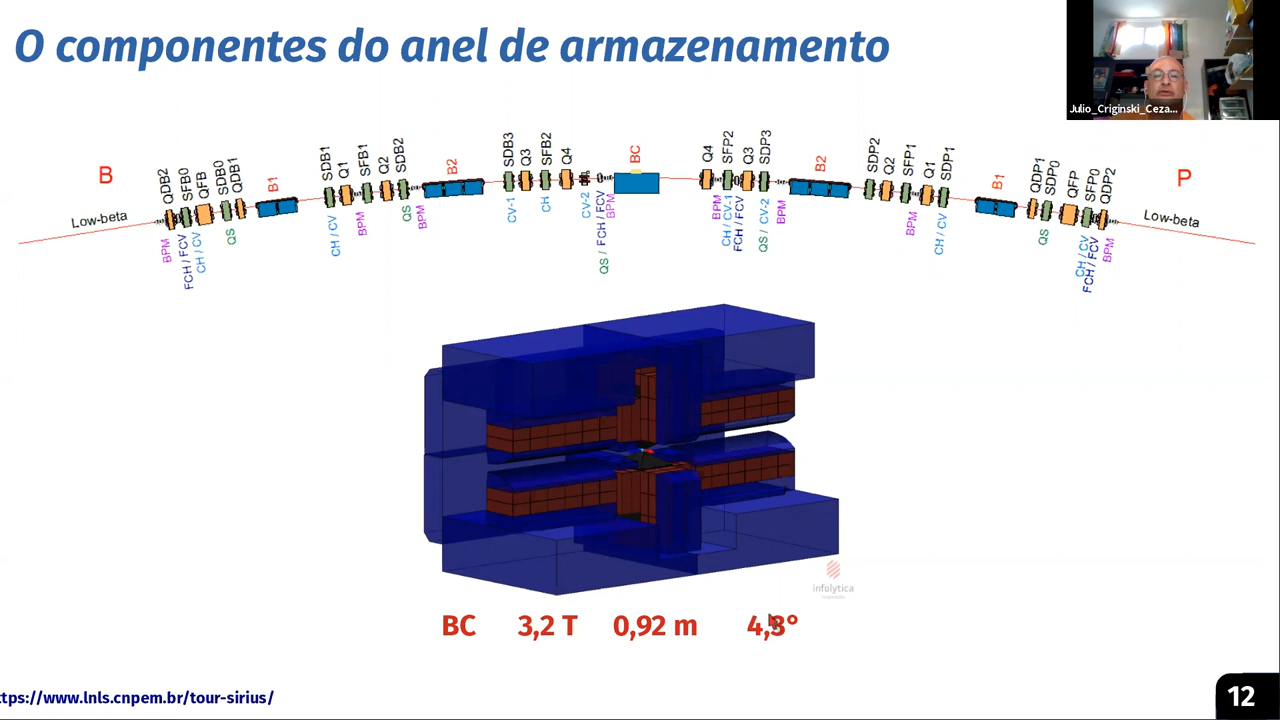 O componentes do anel de armazenamento
Julio_Criginski_Ceza...
B
Low-beta
QDB2
SFB0
QFB
SDB0
QDB1
B1
SDB1
Q1
SFB1
Q2
SDB2
B2
SDB3
Q3
SFB2
Q4
BC
Q4
SFP2
Q3
SDP3
B2
SDP2
Q2
SFP1
Q1
SDP1
B1
QDP1
SDP0
QFP
SFP0
QDP2
P
Low-beta
BPM
FCH / FCV
CH / CV
QS
CH / CV
BPM
QS
BPM
CV-1
CH
CV-2
QS / FCH / FCV
BPM
BPM
CH / CV-1
FCH / FCV
QS / CV-2
BPM
BPM
CH / CV
QS
CH / CV
FCH / FCV
BPM
infolytica
BC 3,2 T 0,92 m 4,3°
ttps://www.lnls.cnpem.br/tour-sirius/
12